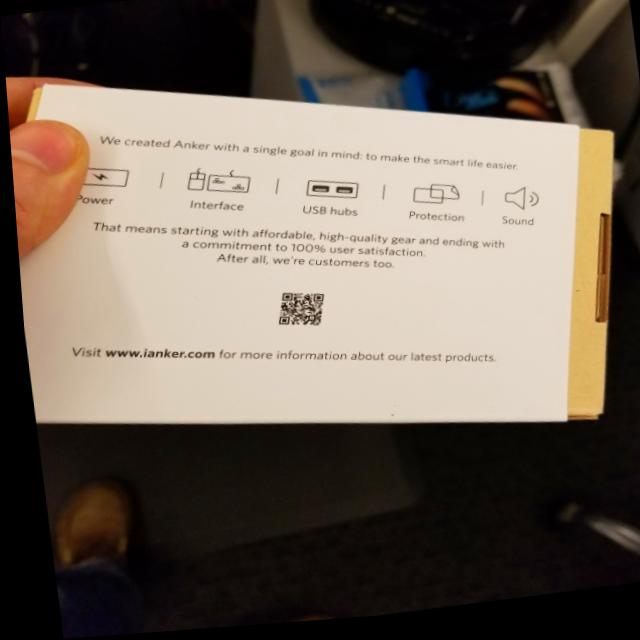 We created Anker with a single goal in mind: to make the smart life easier.
Power | Interface | USB hubs | Protection | Sound
That means starting with affordable, high-quality gear and ending with
a commitment to 100% user satisfaction.
After all, we're customers too.
Visit www.ianker.com for more information about our latest products.